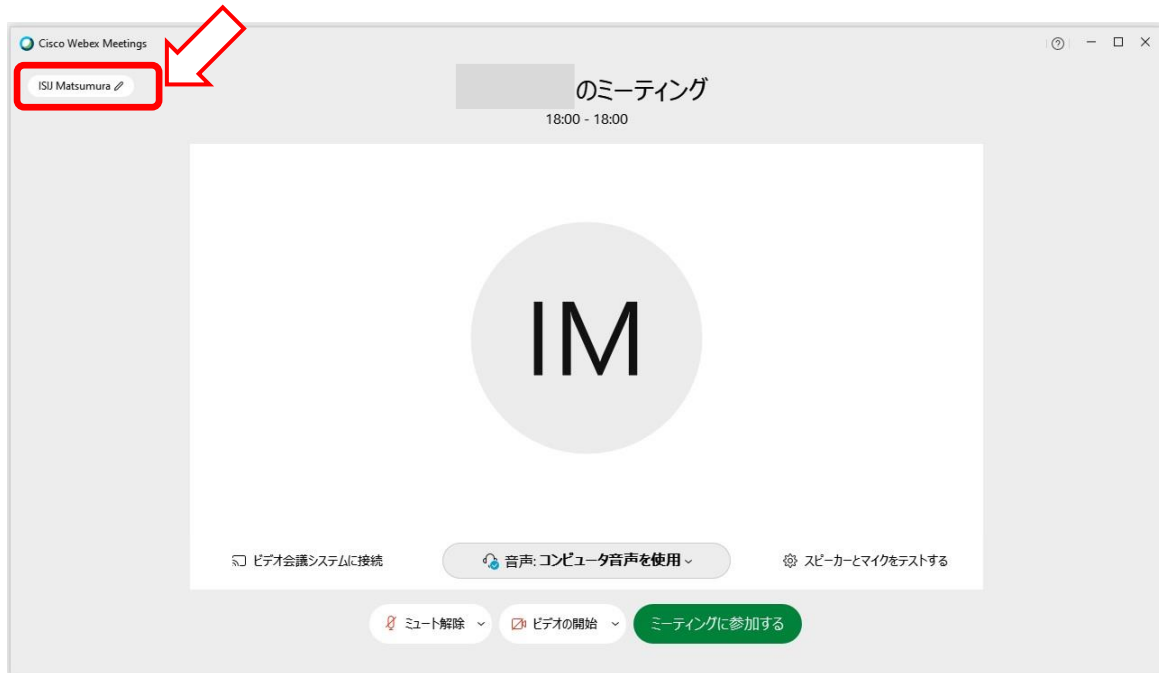 Cisco Webex Meetings
ISIJ Matsumura
のミーティング
18:00 - 18:00
IM
ビデオ会議システムに接続
音声: コンピュータ音声を使用
スピーカーとマイクをテストする
ミュート解除
ビデオの開始
ミーティングに参加する